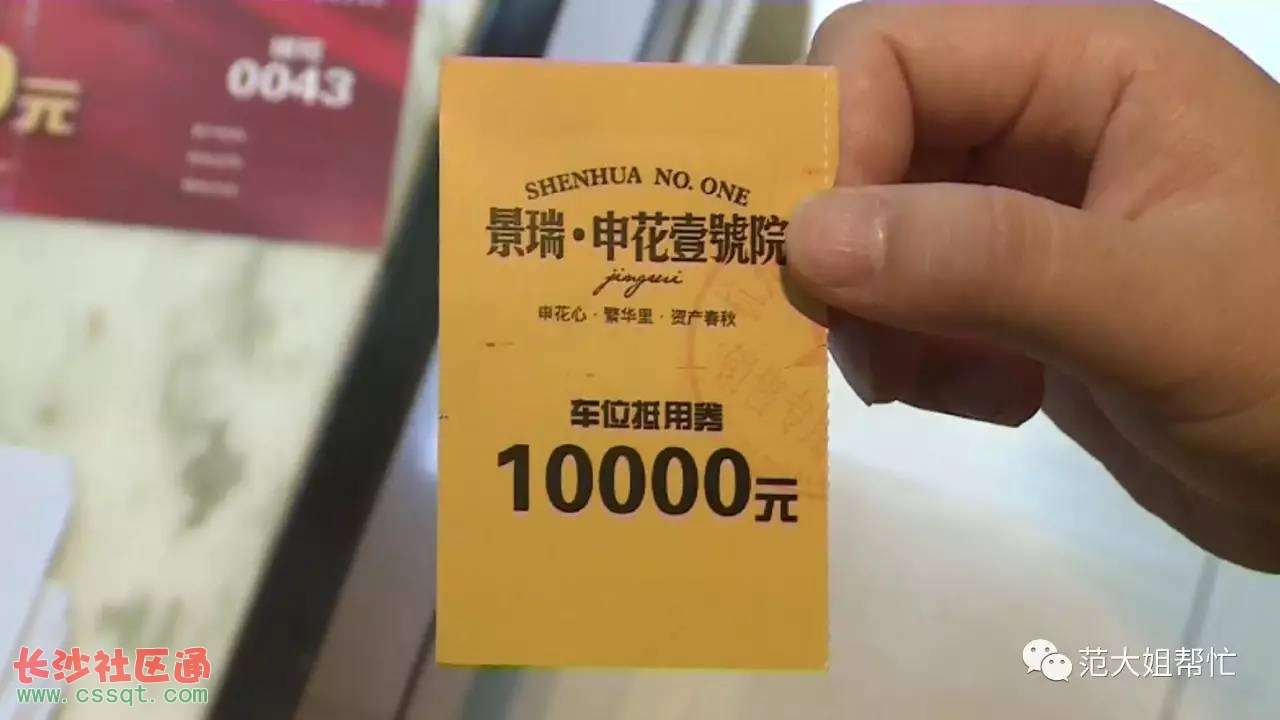 元
0043
SHENHUA NO. ONE
景瑞·申花壹號院
jingrui
申花心·繁华里·资产春秋
车位抵用券
10000元
长沙社区通
www.cssqt.com
范大姐帮忙